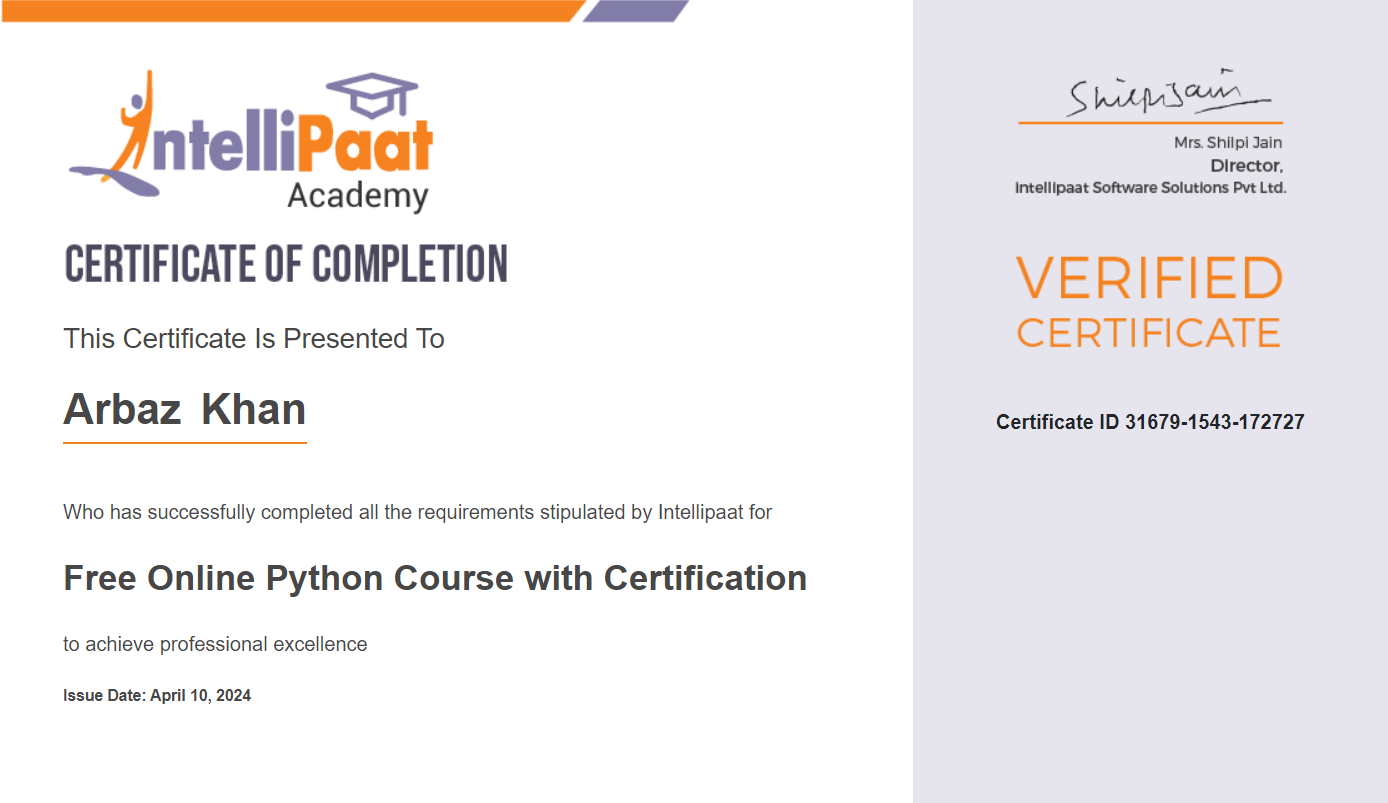 IntelliPaat
Academy
CERTIFICATE OF COMPLETION
This Certificate Is Presented To
Arbaz Khan
Who has successfully completed all the requirements stipulated by Intellipaat for
Free Online Python Course with Certification
to achieve professional excellence
Issue Date: April 10, 2024
Shilpi Jain
Mrs. Shilpi Jain
Director,
Intellipaat Software Solutions Pvt Ltd.
VERIFIED
CERTIFICATE
Certificate ID 31679-1543-172727